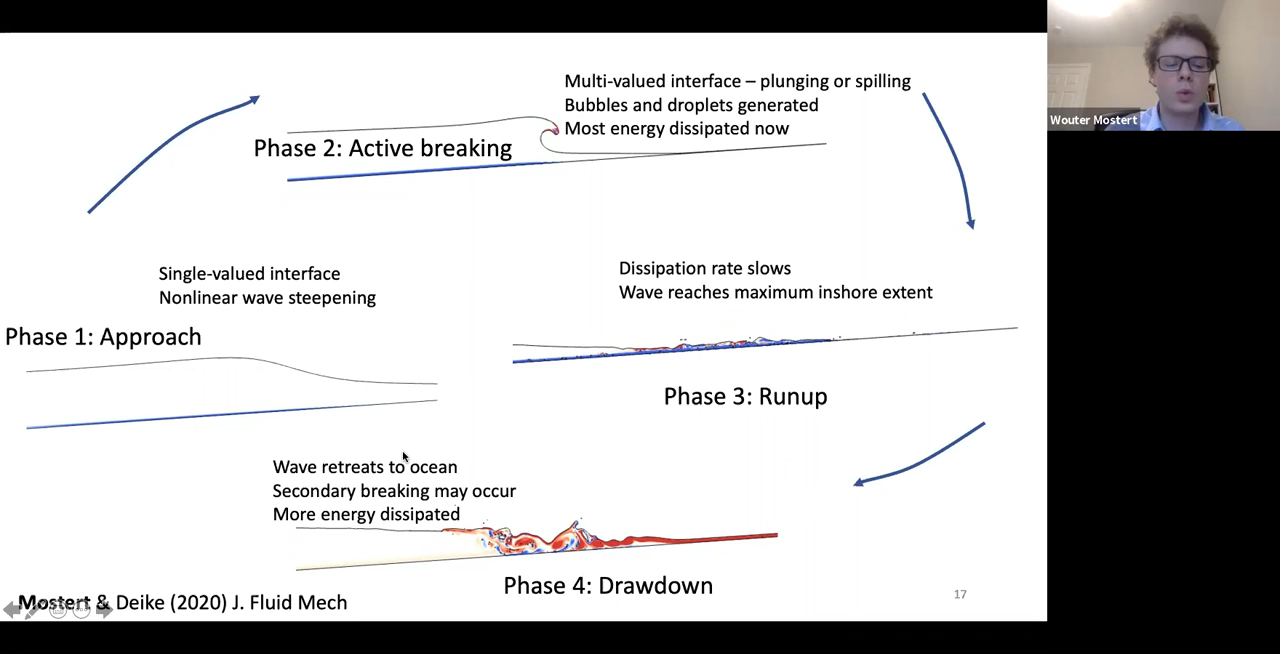 Multi-valued interface – plunging or spilling
Bubbles and droplets generated
Most energy dissipated now
Phase 2: Active breaking
Single-valued interface
Nonlinear wave steepening
Phase 1: Approach
Dissipation rate slows
Wave reaches maximum inshore extent
Phase 3: Runup
Wave retreats to ocean
Secondary breaking may occur
More energy dissipated
Phase 4: Drawdown
Mostert & Deike (2020) J. Fluid Mech
17
Wouter Mostert